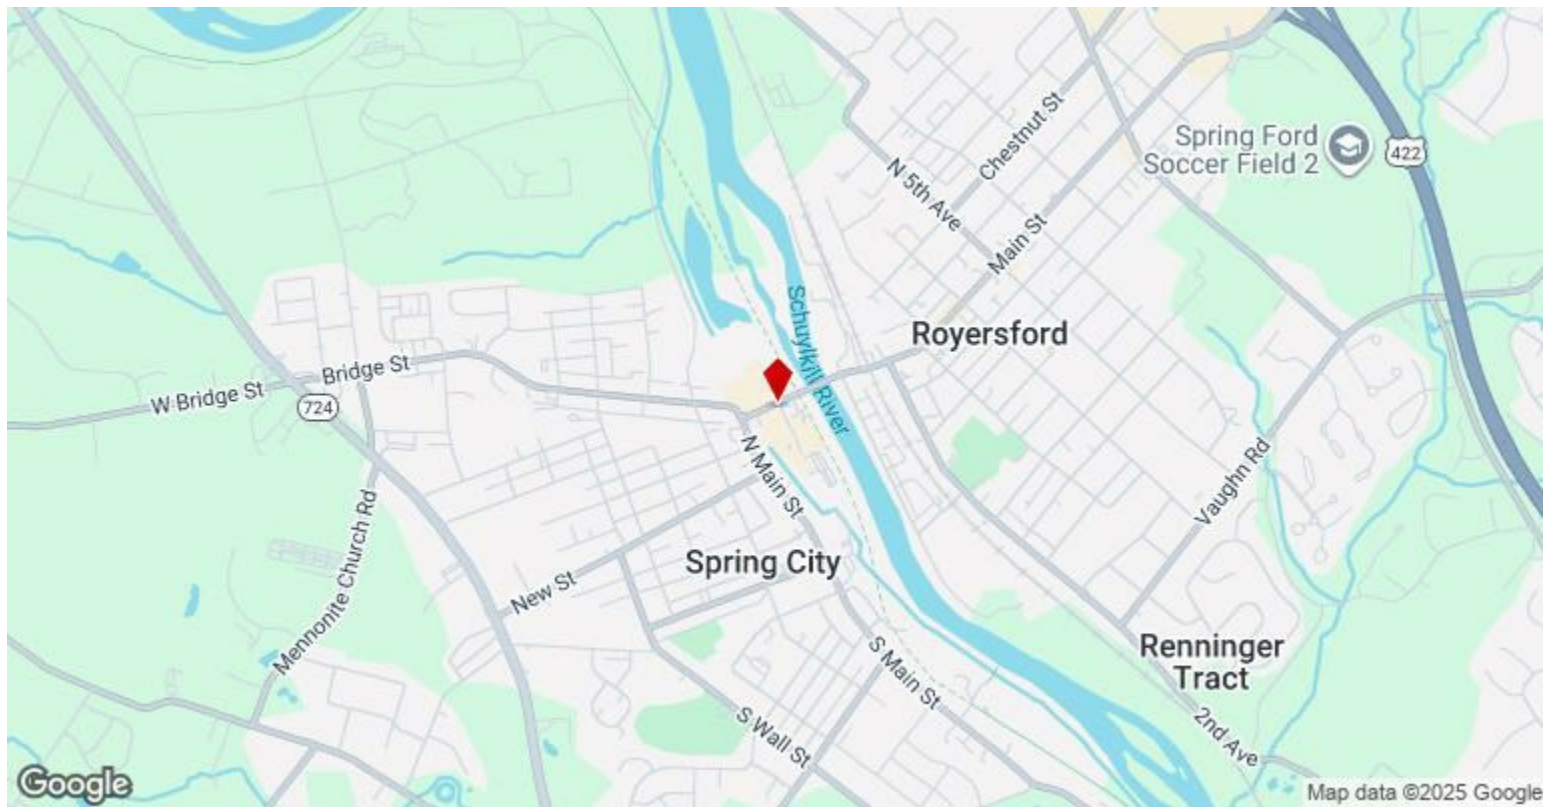 Chestnut St
Spring Ford
Soccer Field 2
422
N 5th Ave
Main St
Schuylkill River
Royersford
Bridge St
W Bridge St
724
N Main St
Vaughn Rd
Mennonite Church Rd
Spring City
New St
Renninger
Tract
S Main St
S Wall St
2nd Ave
Google
Map data ©2025 Google